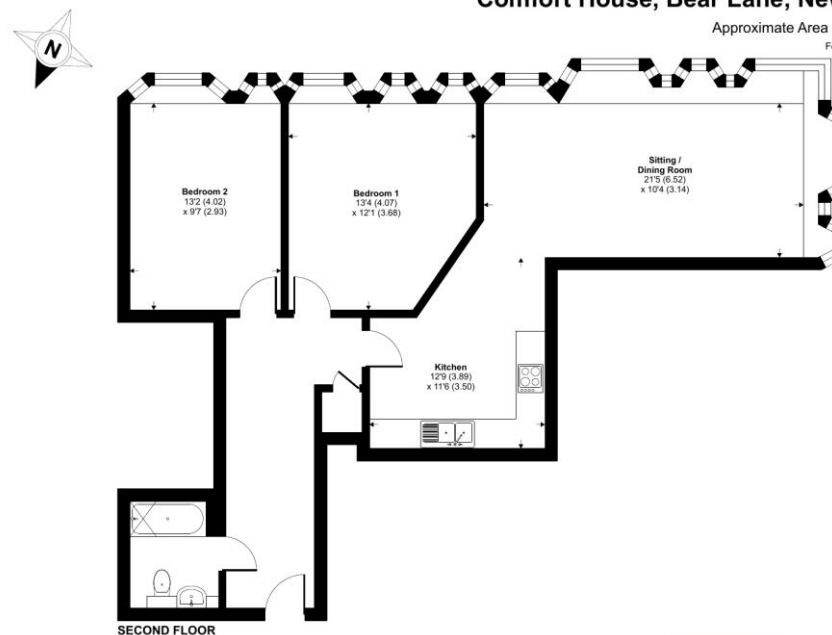 Comfort House, Bear Lane,
Approximate Area
N
Sitting /
Dining Room
21'5 (6.52)
x 10'4 (3.14)
Bedroom 2
13'2 (4.02)
x 9'7 (2.93)
Bedroom 1
13'4 (4.07)
x 12'1 (3.68)
Kitchen
12'9 (3.89)
x 11'6 (3.50)
SECOND FLOOR